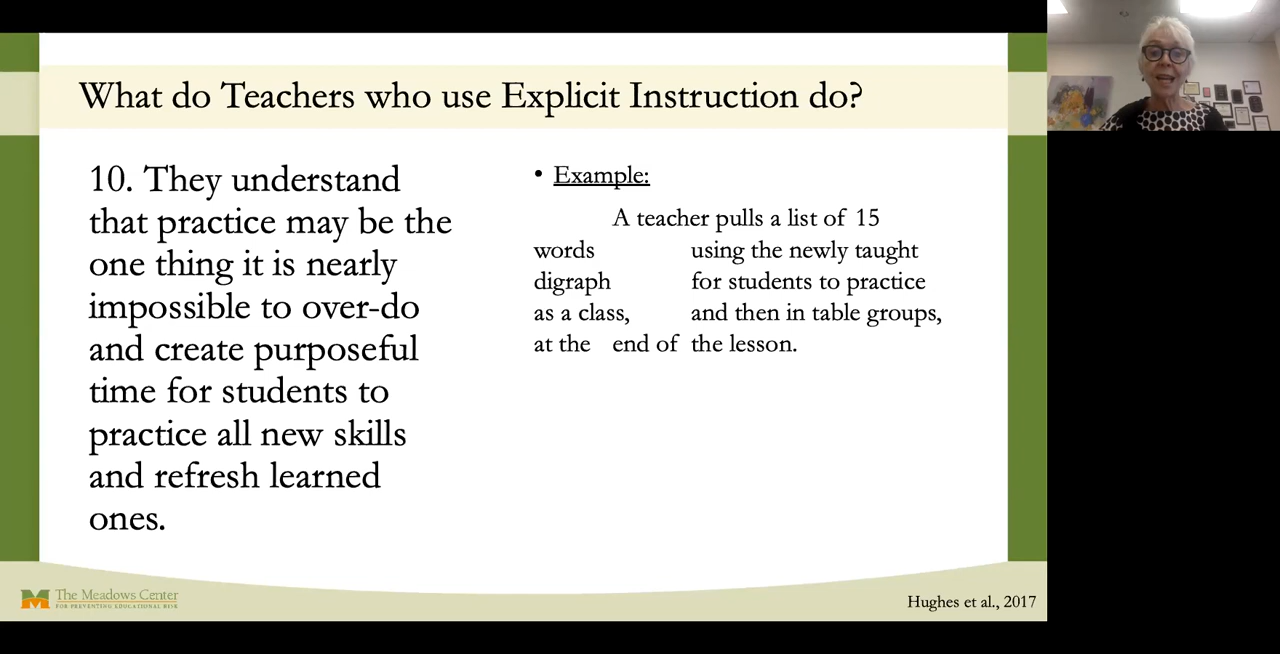 What do Teachers who use Explicit Instruction do?
10. They understand
that practice may be the
one thing it is nearly
impossible to over-do
and create purposeful
time for students to
practice all new skills
and refresh learned
ones.
• Example:
A teacher pulls a list of 15
words using the newly taught
digraph for students to practice
as a class, and then in table groups,
at the end of the lesson.
The Meadows Center
FOR PREVENTING EDUCATIONAL RISK
Hughes et al., 2017